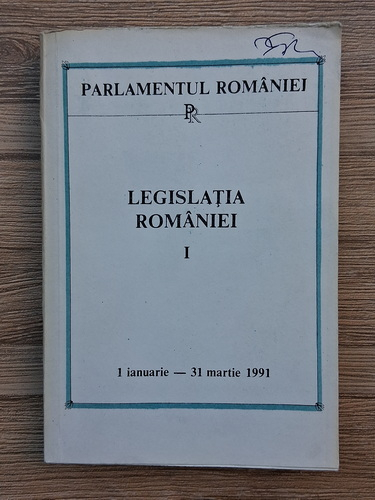 PARLAMENTUL ROMÂNIEI
PR
LEGISLAȚIA
ROMÂNIEI
I
1 ianuarie — 31 martie 1991